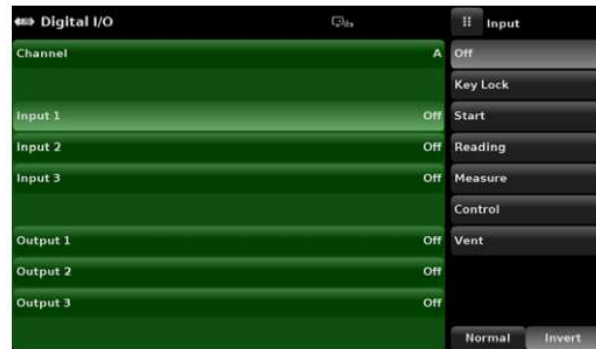 Digital I/O
Channel A
Input 1 Off
Input 2 Off
Input 3 Off
Output 1 Off
Output 2 Off
Output 3 Off
Input
Off
Key Lock
Start
Reading
Measure
Control
Vent
Normal Invert